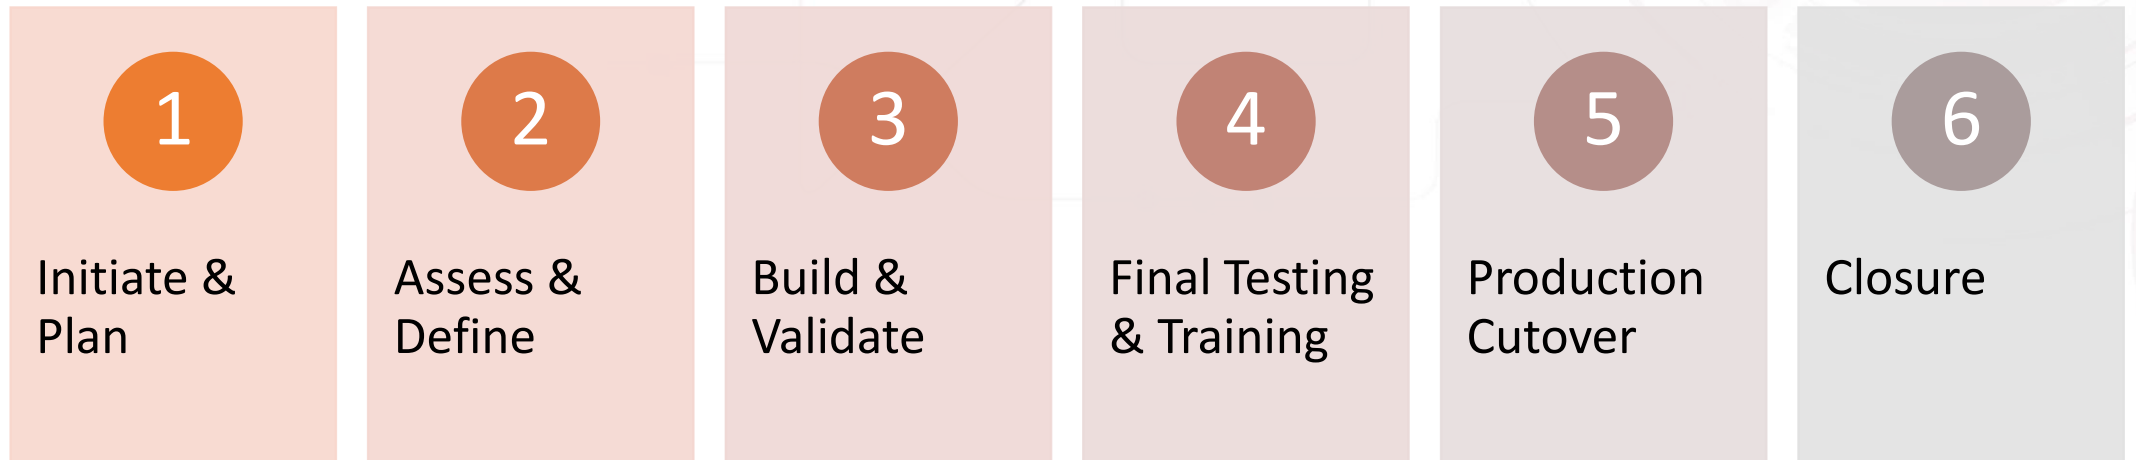 1
Initiate &
Plan
2
Assess &
Define
3
Build &
Validate
4
Final Testing
& Training
5
Production
Cutover
6
Closure